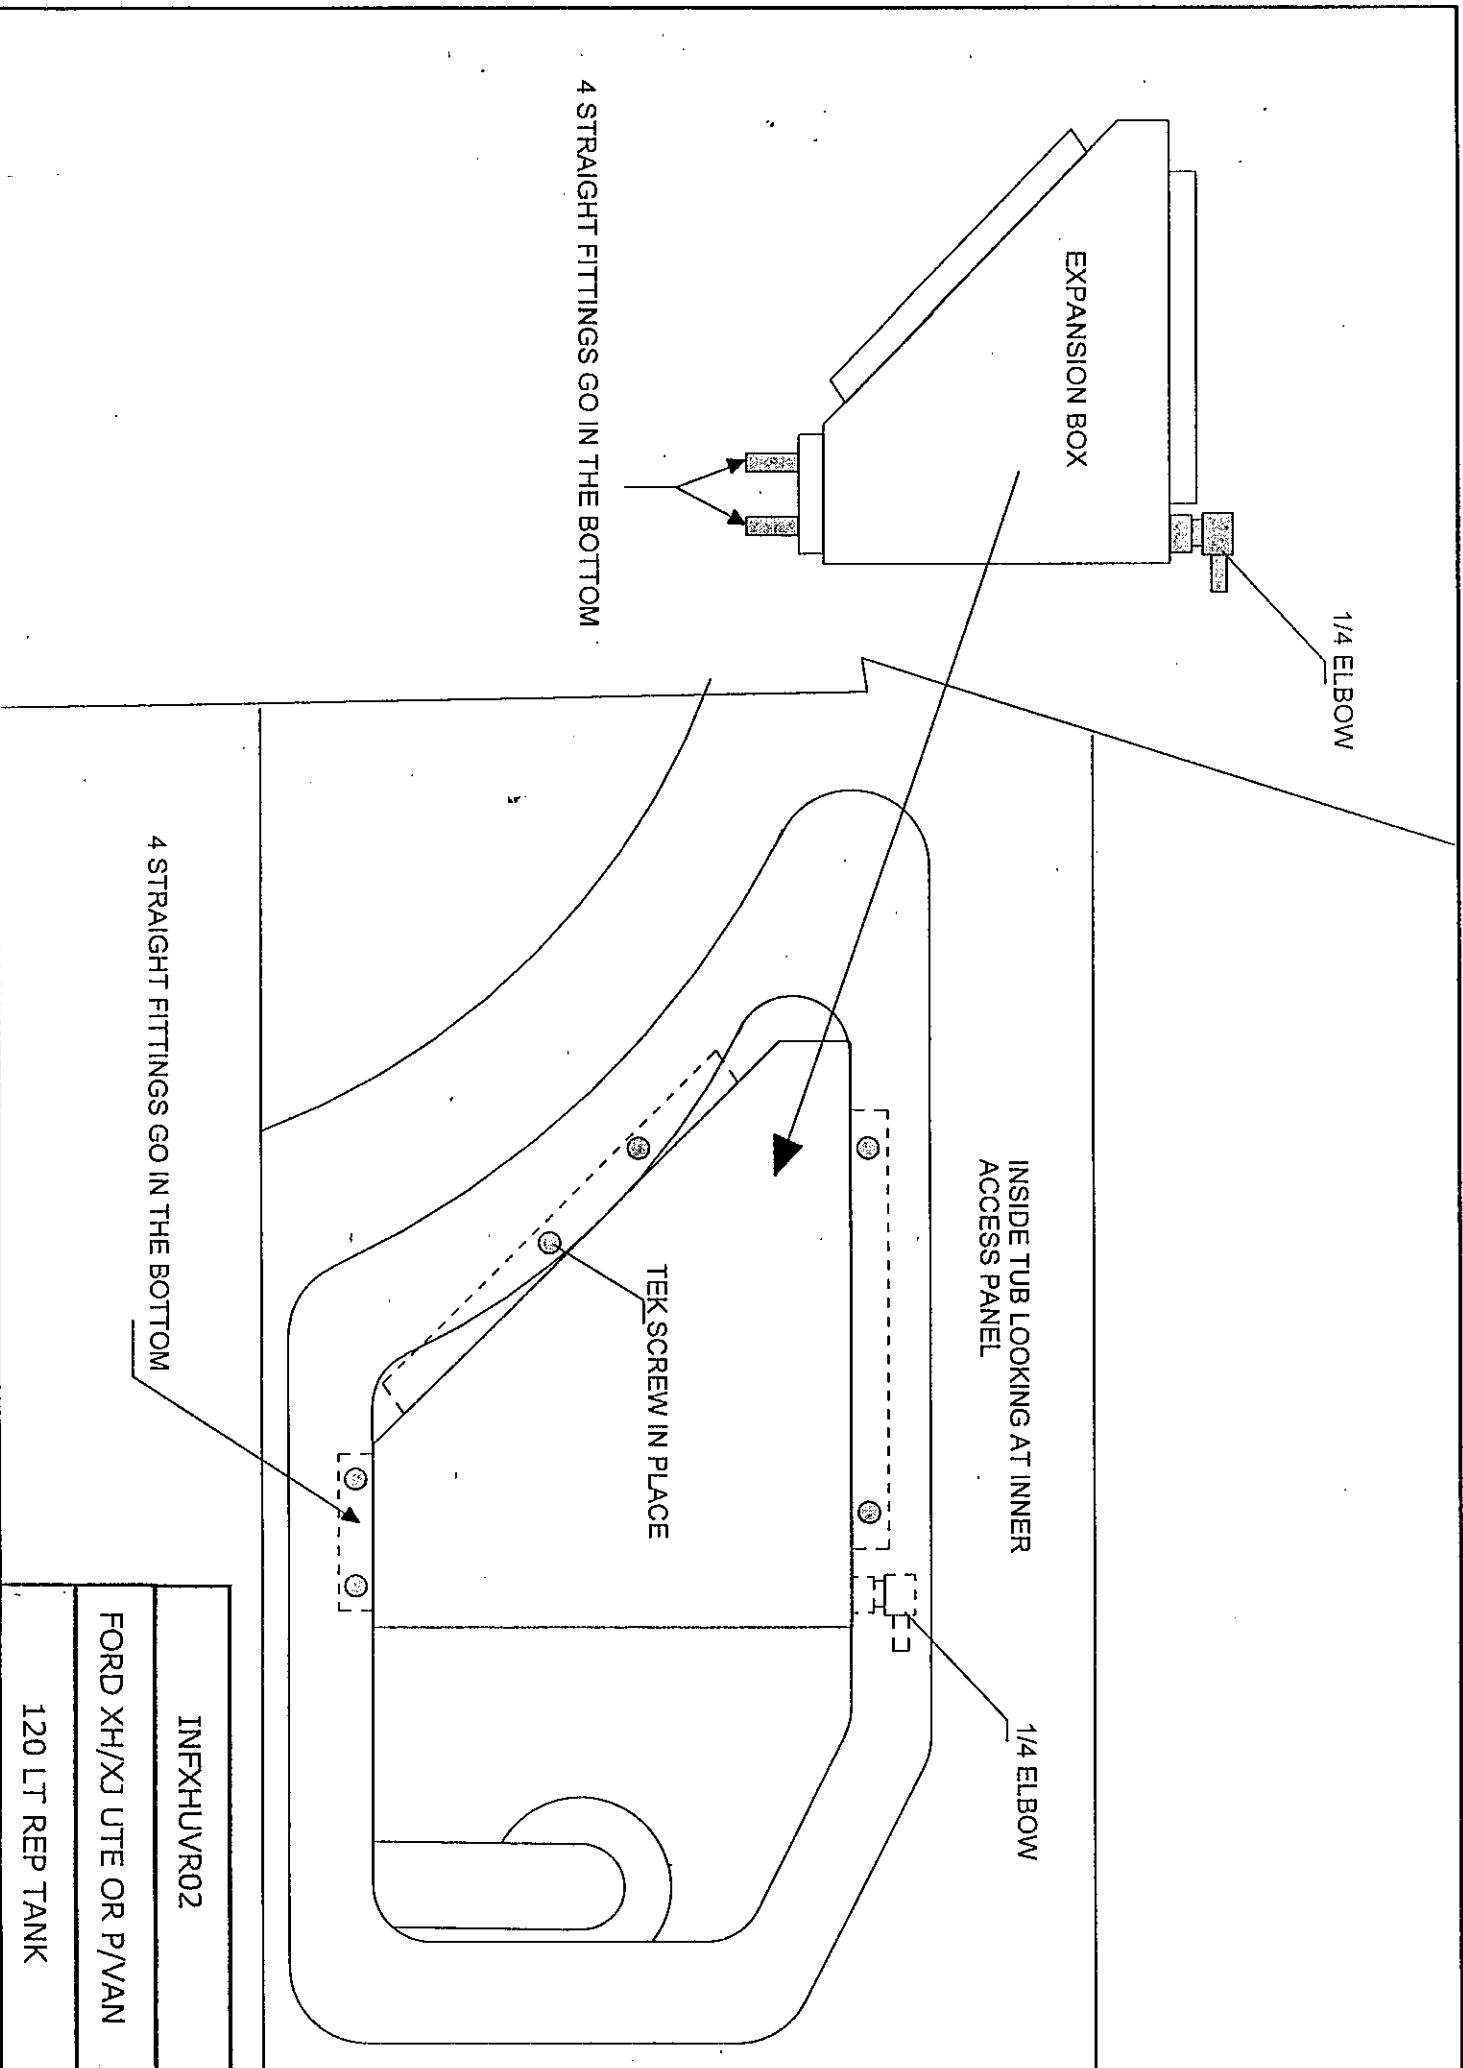 1/4 ELBOW
EXPANSION BOX
4 STRAIGHT FITTINGS GO IN THE BOTTOM
INSIDE TUB LOOKING AT INNER
ACCESS PANEL
1/4 ELBOW
TEK SCREW IN PLACE
4 STRAIGHT FITTINGS GO IN THE BOTTOM
INFXHUVR02
FORD XH/XJ UTE OR P/VAN
120 LT REP TANK